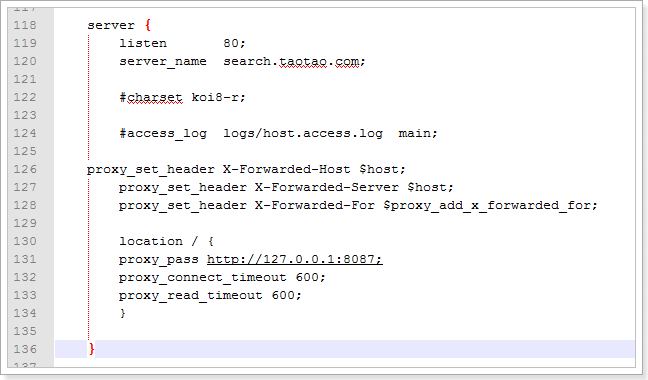 118 server {
119 listen 80;
120 server_name search.taotao.com;
121
122 #charset koi8-r;
123
124 #access_log logs/host.access.log main;
125
126 proxy_set_header X-Forwarded-Host $host;
127 proxy_set_header X-Forwarded-Server $host;
128 proxy_set_header X-Forwarded-For $proxy_add_x_forwarded_for;
129
130 location / {
131 proxy_pass http://127.0.0.1:8087;
132 proxy_connect_timeout 600;
133 proxy_read_timeout 600;
134 }
135
136 }